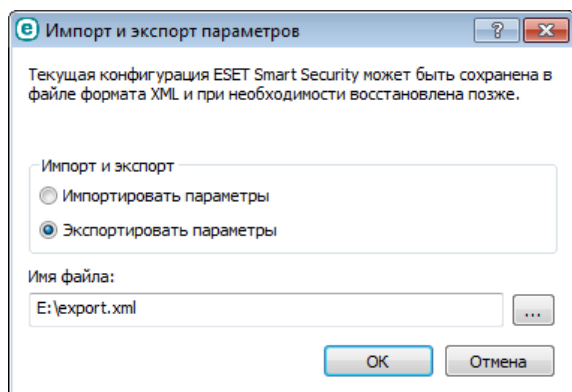 Импорт и экспорт параметров
Текущая конфигурация ESET Smart Security может быть сохранена в
файле формата XML и при необходимости восстановлена позже.
Импорт и экспорт
Импортировать параметры
Экспортировать параметры
Имя файла:
E:\export.xml
...
ОК
Отмена